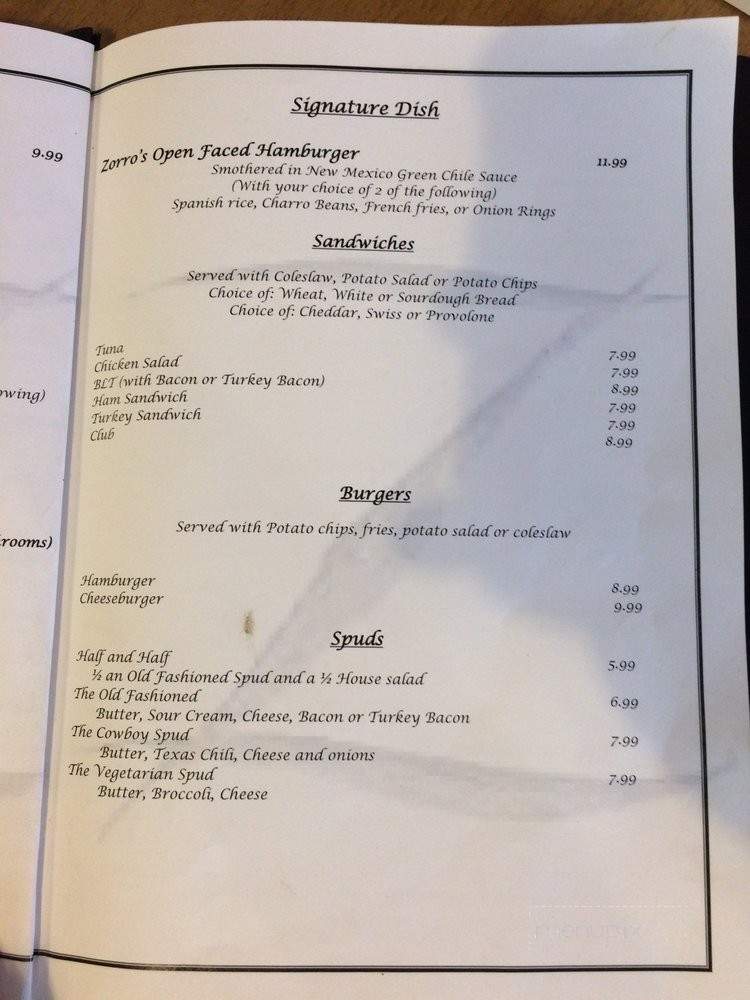 9.99
owing)
rooms)
Signature Dish
Zorro's Open Faced Hamburger 11.99
Smothered in New Mexico Green Chile Sauce
(With your choice of 2 of the following)
Spanish rice, Charro Beans, French fries, or Onion Rings
Sandwiches
Served with Coleslaw, Potato Salad or Potato Chips
Choice of: Wheat, White or Sourdough Bread
Choice of: Cheddar, Swiss or Provolone
Tuna 7.99
Chicken Salad 7.99
BLT (with Bacon or Turkey Bacon) 8.99
Ham Sandwich 7.99
Turkey Sandwich 7.99
Club 8.99
Burgers
Served with Potato chips, fries, potato salad or coleslaw
Hamburger 8.99
Cheeseburger 9.99
Spuds
Half and Half 5.99
½ an Old Fashioned Spud and a ½ House salad
The Old Fashioned 6.99
Butter, Sour Cream, Cheese, Bacon or Turkey Bacon
The Cowboy Spud 7.99
Butter, Texas Chili, Cheese and onions
The Vegetarian Spud 7.99
Butter, Broccoli, Cheese